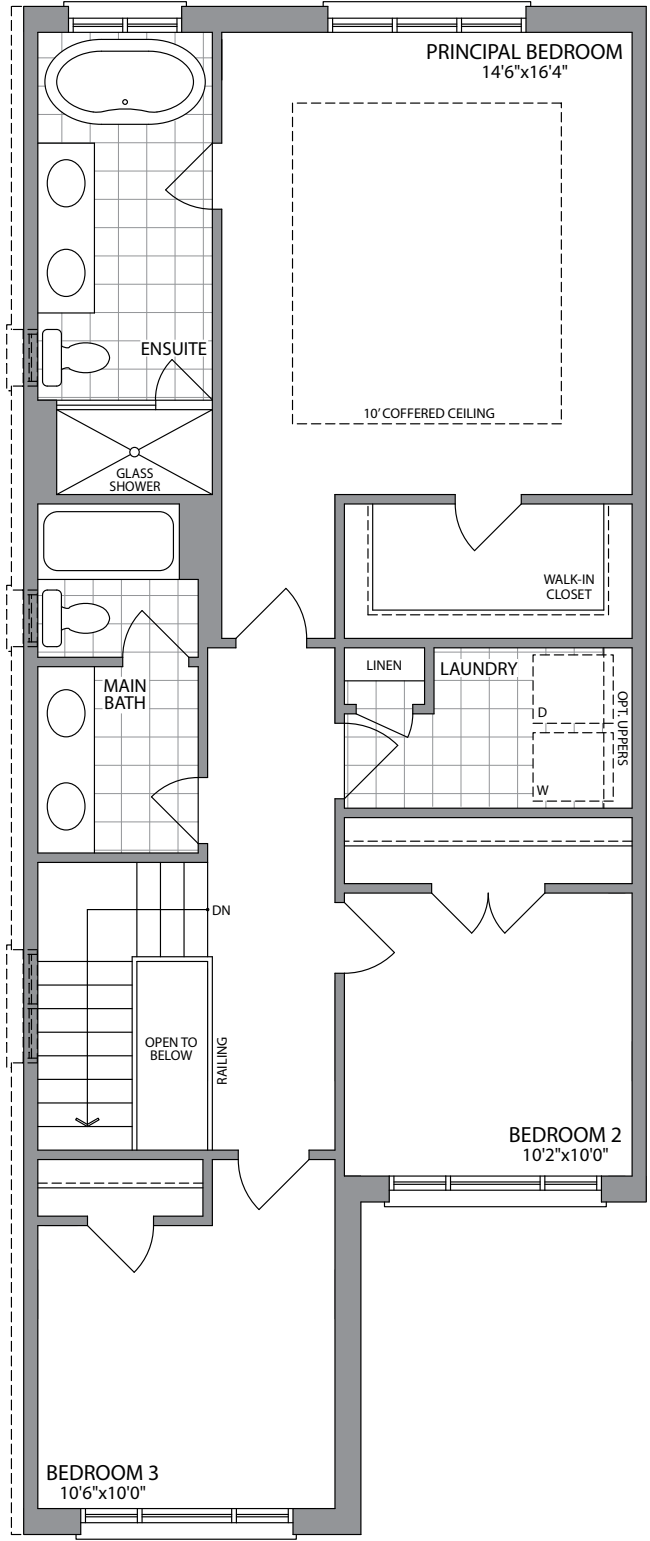 PRINCIPAL BEDROOM
14'6"x16'4"
ENSUITE
10' COFFERED CEILING
GLASS
SHOWER
WALK-IN
CLOSET
LINEN
LAUNDRY
MAIN
BATH
D
OPT. UPPERS
W
DN
OPEN TO
BELOW
RAILING
BEDROOM 2
10'2"x10'0"
BEDROOM 3
10'6"x10'0"